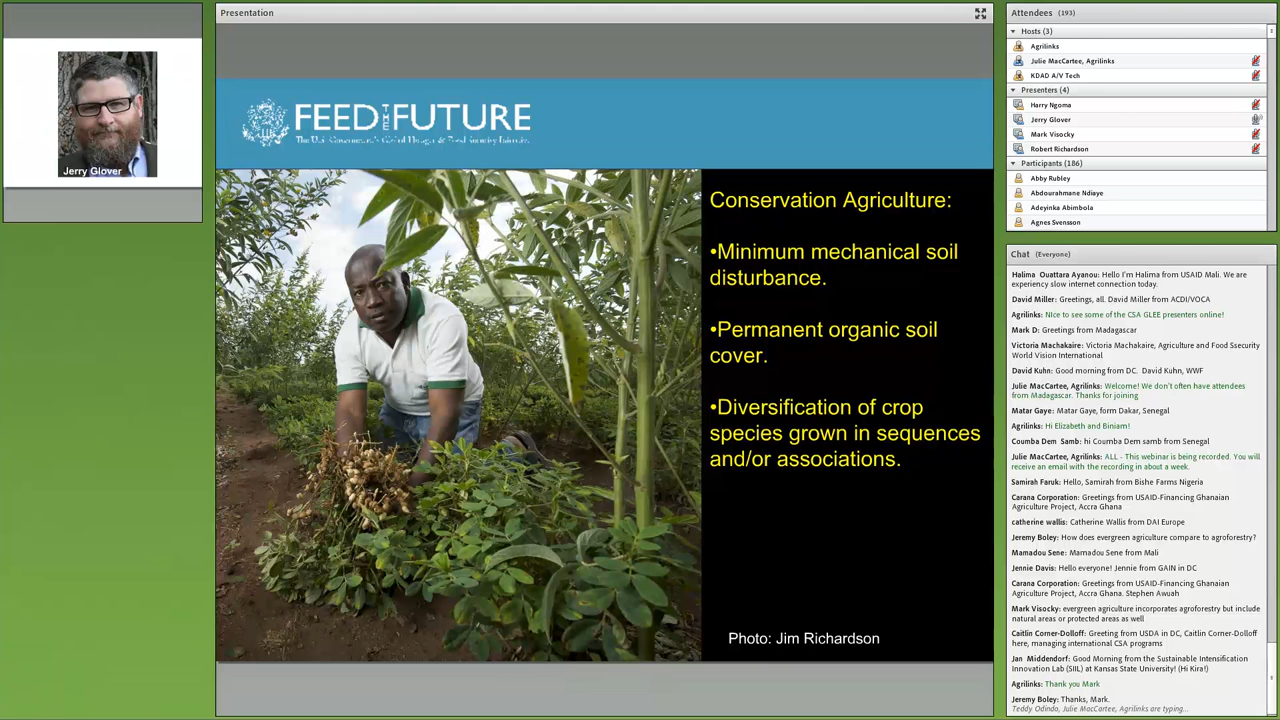 Presentation
Jerry Glover
FEED THE FUTURE
The U.S. Government's Global Hunger & Food Security Initiative
Conservation Agriculture:
•Minimum mechanical soil
disturbance.
•Permanent organic soil
cover.
•Diversification of crop
species grown in sequences
and/or associations.
Photo: Jim Richardson
Attendees (193)
Hosts (3)
Agrilinks
Julie MacCartee, Agrilinks
KDAD A/V Tech
Presenters (4)
Harry Ngoma
Jerry Glover
Mark Visocky
Robert Richardson
Participants (186)
Abby Rubley
Abdourahmane Ndiaye
Adeyinka Abimbola
Agnes Svensson
Chat (Everyone)
Halima Ouattara Ayanou: Hello I'm Halima from USAID Mali. We are
experiency slow internet connection today.
David Miller: Greetings, all. David Miller from ACDI/VOCA
Agrilinks: NIce to see some of the CSA GLEE presenters online!
Mark D: Greetings from Madagascar
Victoria Machakaire: Victoria Machakaire, Agriculture and Food Ssecurity
World Vision International
David Kuhn: Good morning from DC. David Kuhn, WWF
Julie MacCartee, Agrilinks: Welcome! We don't often have attendees
from Madagascar. Thanks for joining
Matar Gaye: Matar Gaye, form Dakar, Senegal
Agrilinks: Hi Elizabeth and Biniam!
Coumba Dem Samb: hi Coumba Dem samb from Senegal
Julie MacCartee, Agrilinks: ALL - This webinar is being recorded. You will
receive an email with the recording in about a week.
Samirah Faruk: Hello, Samirah from Bishe Farms Nigeria
Carana Corporation: Greetings from USAID-Financing Ghanaian
Agriculture Project, Accra Ghana
catherine wallis: Catherine Wallis from DAI Europe
Jeremy Boley: How does evergreen agriculture compare to agroforestry?
Mamadou Sene: Mamadou Sene from Mali
Jennie Davis: Hello everyone! Jennie from GAIN in DC
Carana Corporation: Greetings from USAID-Financing Ghanaian
Agriculture Project, Accra Ghana. Stephen Awuah
Mark Visocky: evergreen agriculture incorporates agroforestry but include
natural areas or protected areas as well
Caitlin Corner-Dolloff: Greeting from USDA in DC, Caitlin Corner-Dolloff
here, managing international CSA programs
Jan Middendorf: Good Morning from the Sustainable Intensification
Innovation Lab (SIIL) at Kansas State University! (Hi Kira!)
Agrilinks: Thank you Mark
Jeremy Boley: Thanks, Mark.
Teddy Odindo, Julie MacCartee, Agrilinks are typing...